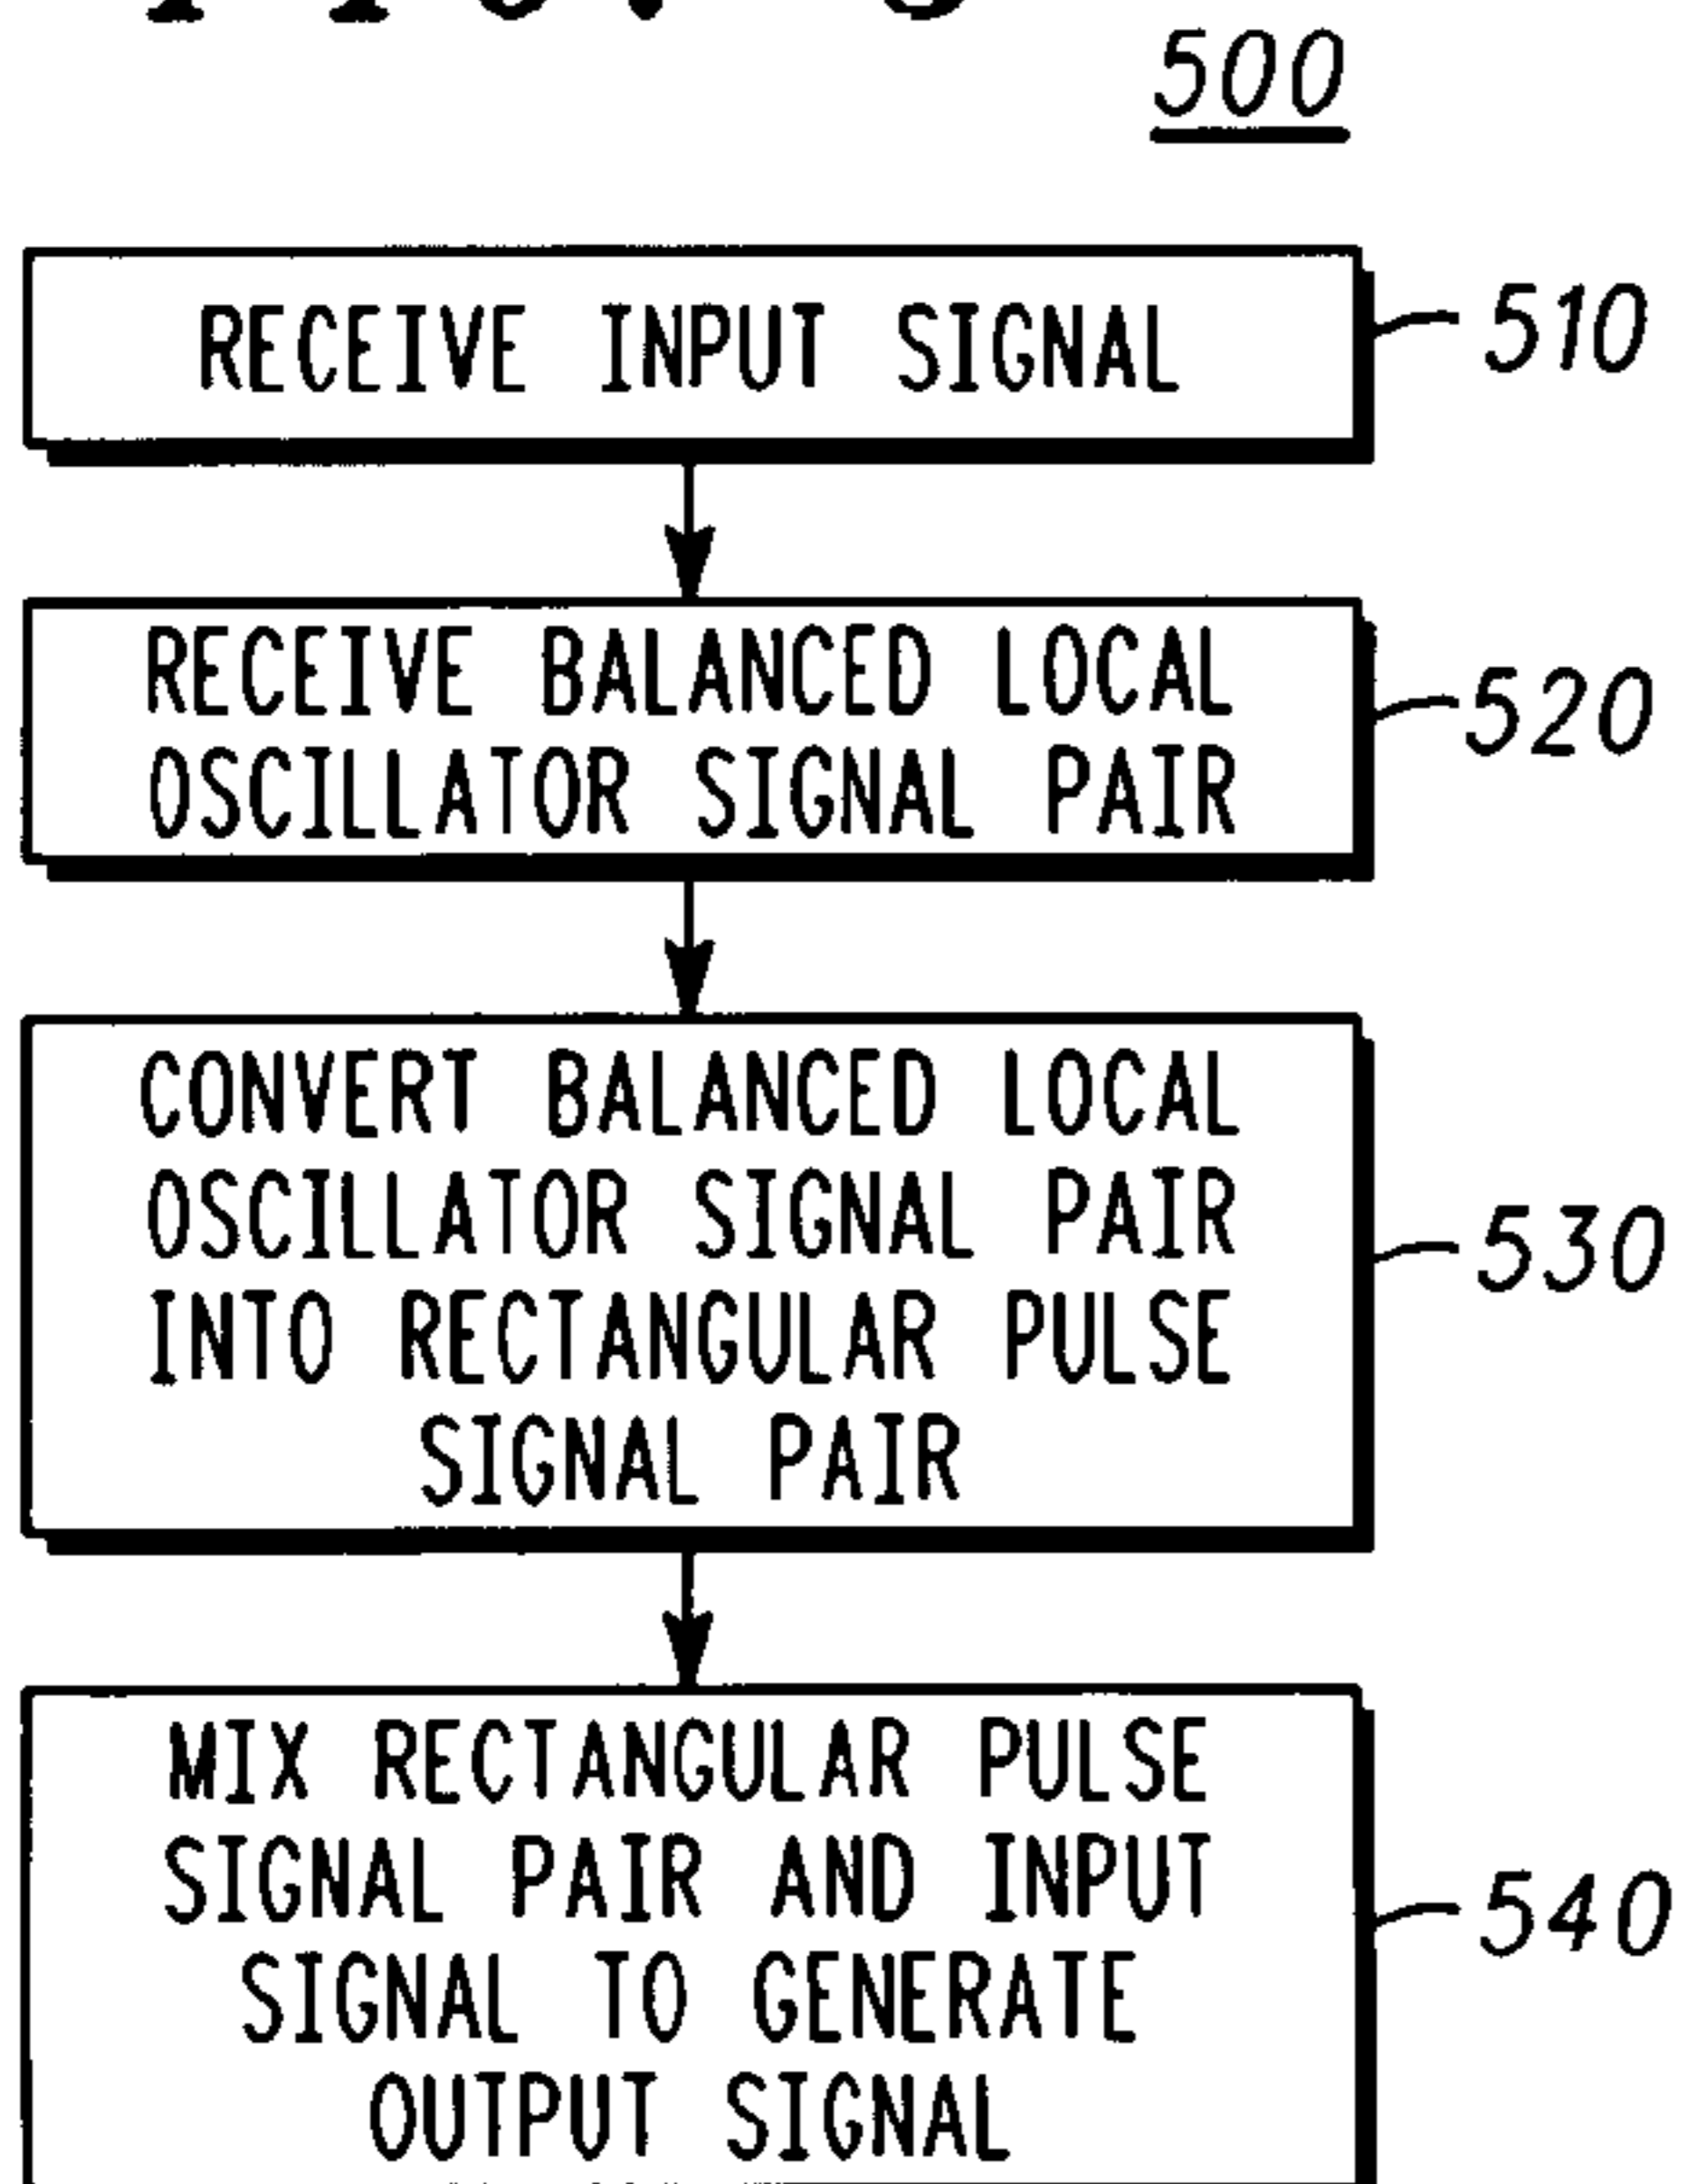 500
RECEIVE INPUT SIGNAL
510
RECEIVE BALANCED LOCAL
OSCILLATOR SIGNAL PAIR
520
CONVERT BALANCED LOCAL
OSCILLATOR SIGNAL PAIR
INTO RECTANGULAR PULSE
SIGNAL PAIR
530
MIX RECTANGULAR PULSE
SIGNAL PAIR AND INPUT
SIGNAL TO GENERATE
OUTPUT SIGNAL
540